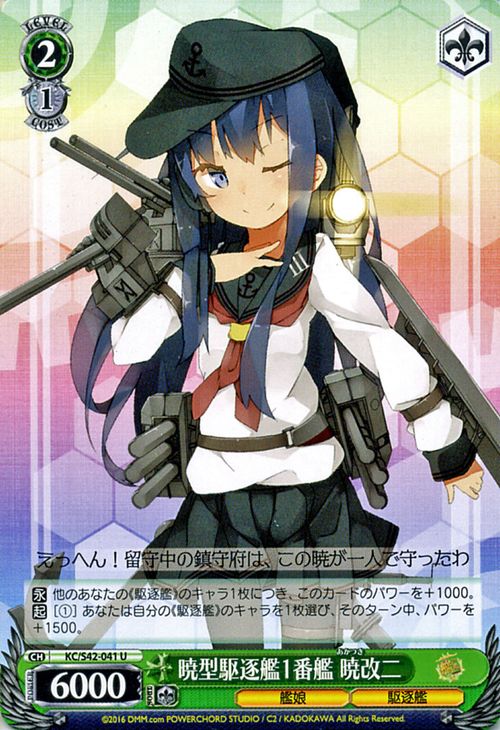 LEVEL
2
1
COST
III
えっへん！留守中の鎮守府は、この暁が一人で守ったわ
永 他のあなたの《駆逐艦》のキャラ1枚につき、このカードのパワーを＋1000。
起 [①] あなたは自分の《駆逐艦》のキャラを1枚選び、そのターン中、パワーを
＋1500。
CH KC/S42-041 U
あかつき
暁型駆逐艦1番艦 暁改二
POWER
6000
SOUL
艦娘
駆逐艦
©2016 DMM.com POWERCHORD STUDIO / C2 / KADOKAWA All Rights Reserved.